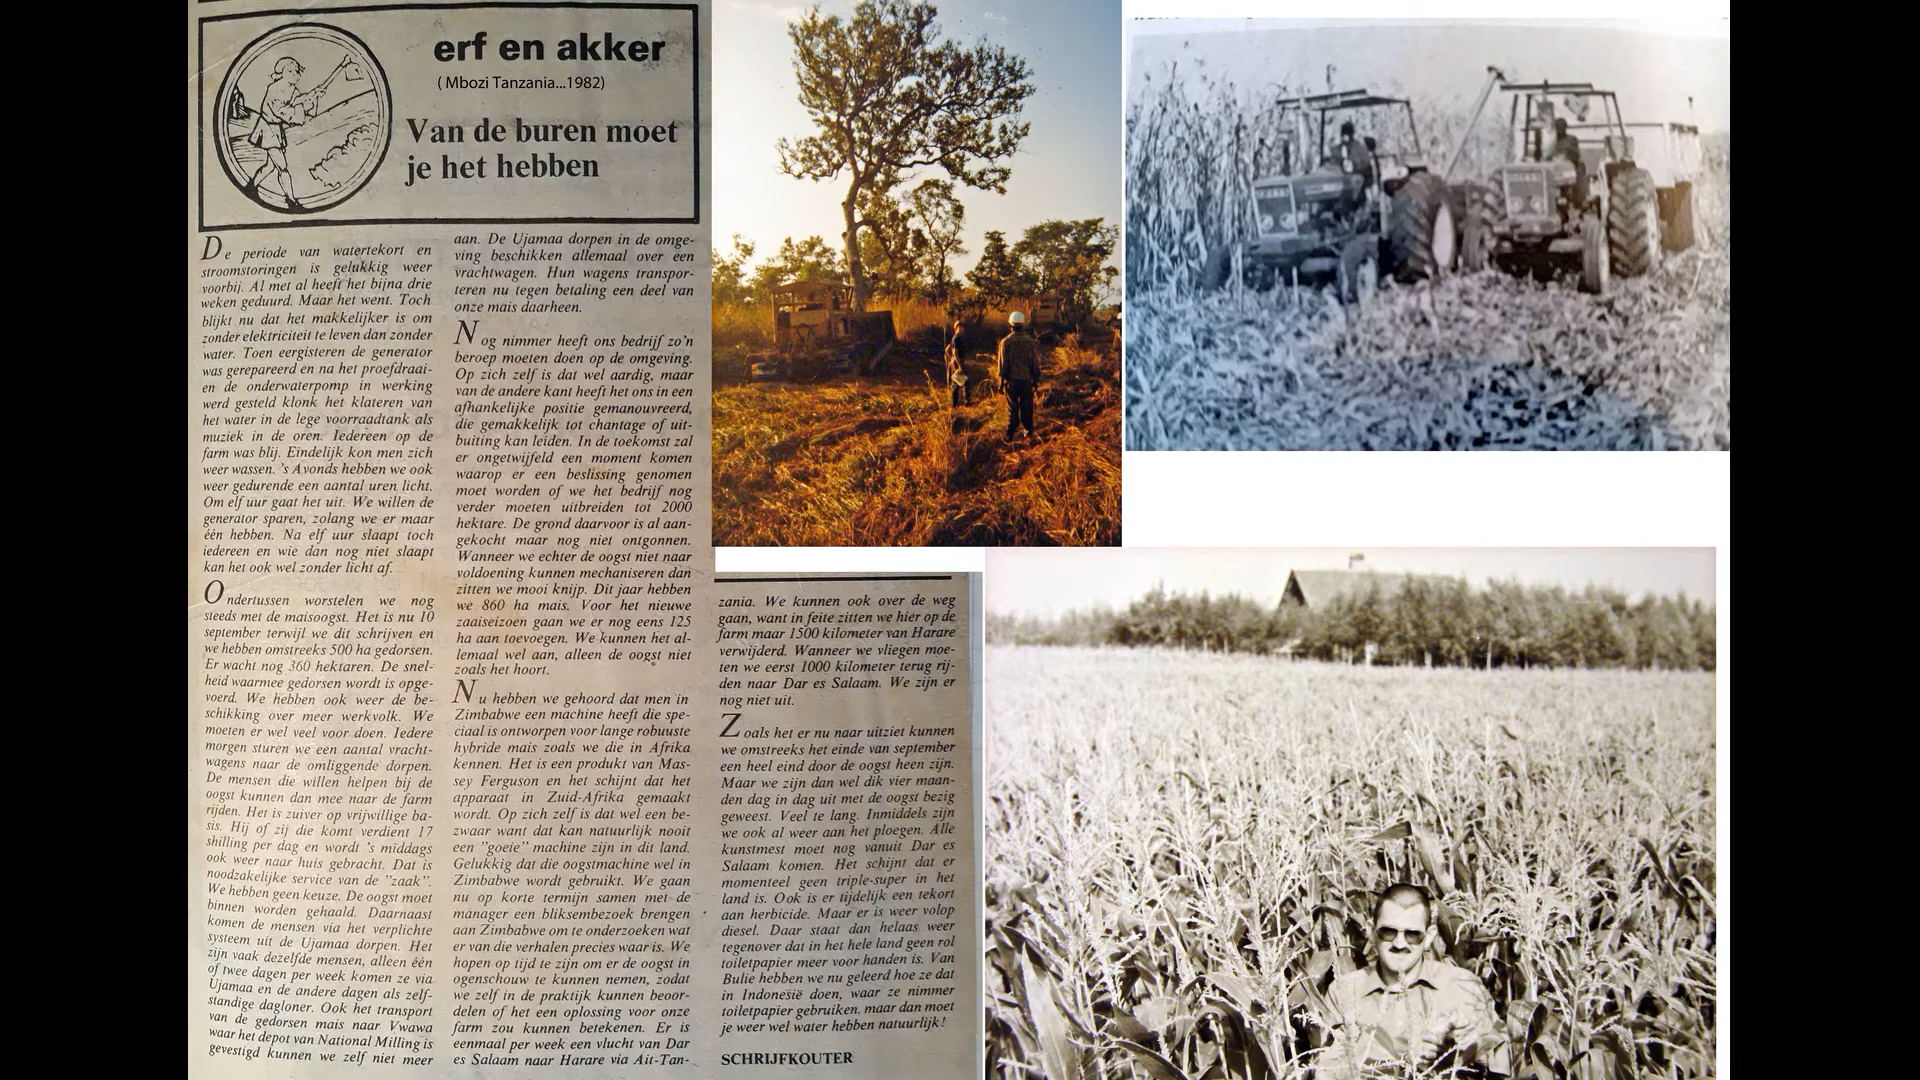 erf en akker
( Mbozi Tanzania...1982)
Van de buren moet
je het hebben
De periode van watertekort en
stroomstoringen is gelukkig weer
voorbij. Al met al heeft het bijna drie
weken geduurd. Maar het went. Toch
blijkt nu dat het makkelijker is om
zonder elektriciteit te leven dan zonder
water. Toen eergisteren de generator
was gerepareerd en na het proefdraai-
en de onderwaterpomp in werking
werd gesteld klonk het klateren van
het water in de lege voorraadtank als
muziek in de oren. Iedereen op de
farm was blij. Eindelijk kon men zich
weer wassen. 's Avonds hebben we ook
weer gedurende een aantal uren licht.
Om elf uur gaat het uit. We willen de
generator sparen, zolang we er maar
één hebben. Na elf uur slaapt toch
iedereen en wie dan nog niet slaapt
kan het ook wel zonder licht af.
Ondertussen worstelen we nog
steeds met de maisoogst. Het is nu 10
september terwijl we dit schrijven en
we hebben omstreeks 500 ha gedorsen.
Er wacht nog 360 hektaren. De snel-
heid waarmee gedorsen wordt is opge-
voerd. We hebben ook weer de be-
schikking over meer werkvolk. We
moeten er wel veel voor doen. Iedere
morgen sturen we een aantal vracht-
wagens naar de omliggende dorpen.
De mensen die willen helpen bij de
oogst kunnen dan mee naar de farm
rijden. Het is zuiver op vrijwillige ba-
sis. Hij of zij die komt verdient 17
shilling per dag en wordt 's middags
ook weer naar huis gebracht. Dat is
noodzakelijke service van de "zaak".
We hebben geen keuze. De oogst moet
binnen worden gehaald. Daarnaast
komen de mensen via het verplichte
systeem uit de Ujamaa dorpen. Het
zijn vaak dezelfde mensen, alleen één
of twee dagen per week komen ze via
Ujamaa en de andere dagen als zelf-
standige dagloner. Ook het transport
van de gedorsen mais naar Vwawa
waar het depot van National Milling is
gevestigd kunnen we zelf niet meer
aan. De Ujamaa dorpen in de omge-
ving beschikken allemaal over een
vrachtwagen. Hun wagens transpor-
teren nu tegen betaling een deel van
onze mais daarheen.
Nog nimmer heeft ons bedrijf zo'n
beroep moeten doen op de omgeving.
Op zich zelf is dat wel aardig, maar
van de andere kant heeft het ons in een
afhankelijke positie gemanouvreerd,
die gemakkelijk tot chantage of uit-
buiting kan leiden. In de toekomst zal
er ongetwijfeld een moment komen
waarop er een beslissing genomen
moet worden of we het bedrijf nog
verder moeten uitbreiden tot 2000
hektare. De grond daarvoor is al aan-
gekocht maar nog niet ontgonnen.
Wanneer we echter de oogst niet naar
voldoening kunnen mechaniseren dan
zitten we mooi knijp. Dit jaar hebben
we 860 ha mais. Voor het nieuwe
zaaiseizoen gaan we er nog eens 125
ha aan toevoegen. We kunnen het al-
lemaal wel aan, alleen de oogst niet
zoals het hoort.
Nu hebben we gehoord dat men in
Zimbabwe een machine heeft die spe-
ciaal is ontworpen voor lange robuuste
hybride mais zoals we die in Afrika
kennen. Het is een produkt van Mas-
sey Ferguson en het schijnt dat het
apparaat in Zuid-Afrika gemaakt
wordt. Op zich zelf is dat wel een be-
zwaar want dat kan natuurlijk nooit
een "goeie" machine zijn in dit land.
Gelukkig dat die oogstmachine wel in
Zimbabwe wordt gebruikt. We gaan
nu op korte termijn samen met de
manager een bliksembezoek brengen
aan Zimbabwe om te onderzoeken wat
er van die verhalen precies waar is. We
hopen op tijd te zijn om er de oogst in
ogenschouw te kunnen nemen, zodat
we zelf in de praktijk kunnen beoor-
delen of het een oplossing voor onze
farm zou kunnen betekenen. Er is
eenmaal per week een vlucht van Dar
es Salaam naar Harare via Ait-Tan-
zania. We kunnen ook over de weg
gaan, want in feite zitten we hier op de
farm maar 1500 kilometer van Harare
verwijderd. Wanneer we vliegen moe-
ten we eerst 1000 kilometer terug rij-
den naar Dar es Salaam. We zijn er
nog niet uit.
Zoals het er nu naar uitziet kunnen
we omstreeks het einde van september
een heel eind door de oogst heen zijn.
Maar we zijn dan wel dik vier maan-
den dag in dag uit met de oogst bezig
geweest. Veel te lang. Inmiddels zijn
we ook al weer aan het ploegen. Alle
kunstmest moet nog vanuit Dar es
Salaam komen. Het schijnt dat er
momenteel geen triple-super in het
land is. Ook is er tijdelijk een tekort
aan herbicide. Maar er is weer volop
diesel. Daar staat dan helaas weer
tegenover dat in het hele land geen rol
toiletpapier meer voor handen is. Van
Bulie hebben we nu geleerd hoe ze dat
in Indonesië doen, waar ze nimmer
toiletpapier gebruiken. maar dan moet
je weer wel water hebben natuurlijk!
SCHRIJFKOUTER